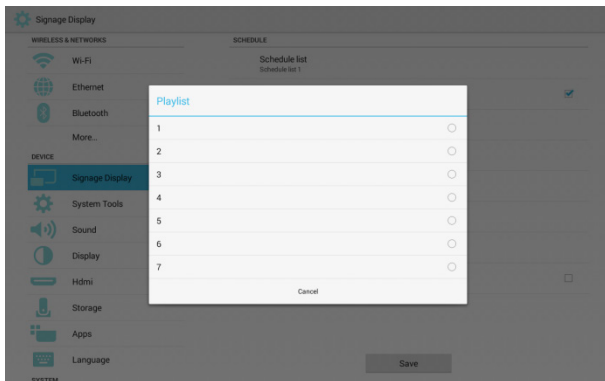 Signage Display
WIRELESS & NETWORKS
Wi-Fi
Ethernet
Bluetooth
More...
DEVICE
Signage Display
System Tools
Sound
Display
Hdmi
Storage
Apps
Language
SYSTEM
SCHEDULE
Schedule list
Schedule list 1
Playlist
1
2
3
4
5
6
7
Cancel
Save